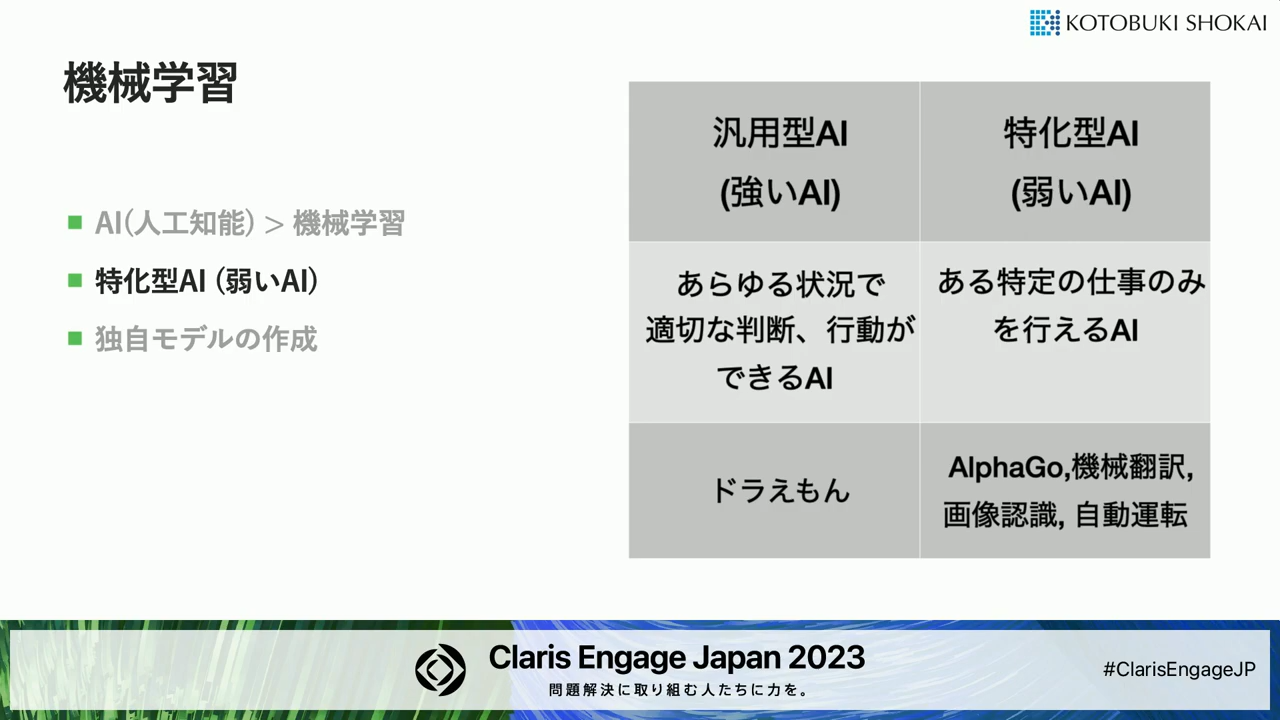 KOTOBUKI SHOKAI
機械学習
AI(人工知能) > 機械学習
特化型AI (弱いAI)
独自モデルの作成
汎用型AI
(強いAI)
特化型AI
(弱いAI)
あらゆる状況で
適切な判断、行動が
できるAI
ある特定の仕事のみ
を行えるAI
ドラえもん
AlphaGo,機械翻訳,
画像認識, 自動運転
Claris Engage Japan 2023
問題解決に取り組む人たちに力を。
#ClarisEngageJP